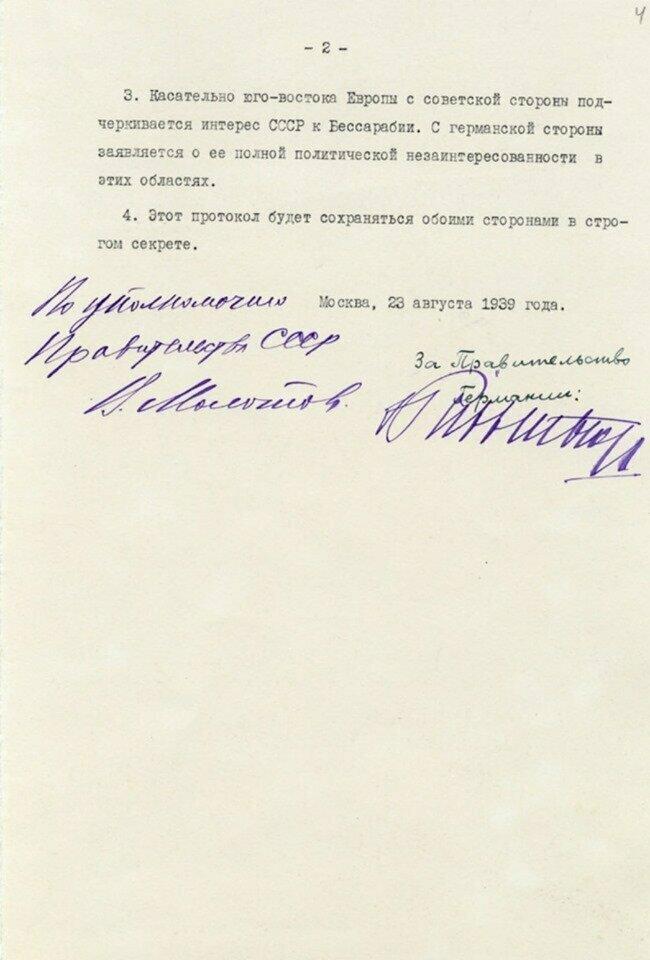 4
- 2 -
3. Касательно юго-востока Европы с советской стороны под-
черкивается интерес СССР к Бессарабии. С германской стороны
заявляется о ее полной политической незаинтересованности в
этих областях.
4. Этот протокол будет сохраняться обоими сторонами в стро-
гом секрете.
Москва, 23 августа 1939 года.
По уполномочию
Правительства СССР
В. Молотов.
За Правительство
Германии: